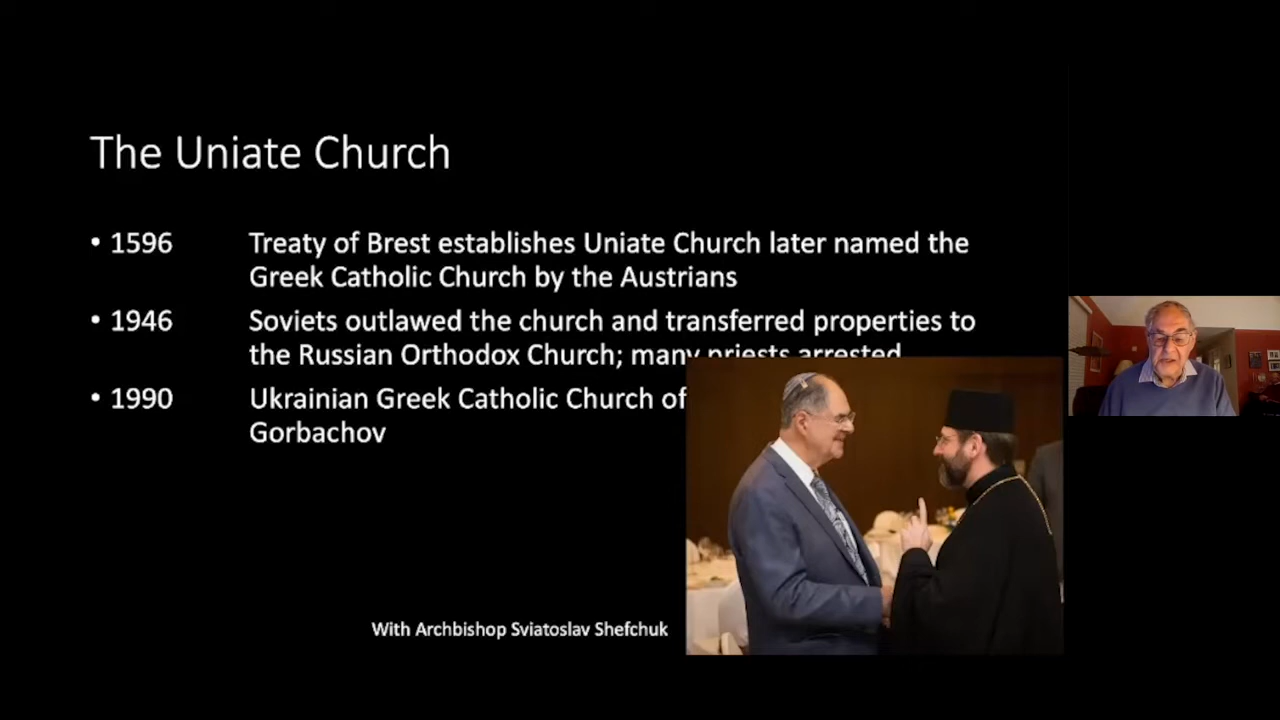 The Uniate Church
• 1596 Treaty of Brest establishes Uniate Church later named the
Greek Catholic Church by the Austrians
• 1946 Soviets outlawed the church and transferred properties to
the Russian Orthodox Church; many priests arrested
• 1990 Ukrainian Greek Catholic Church of
Gorbachov
With Archbishop Sviatoslav Shefchuk